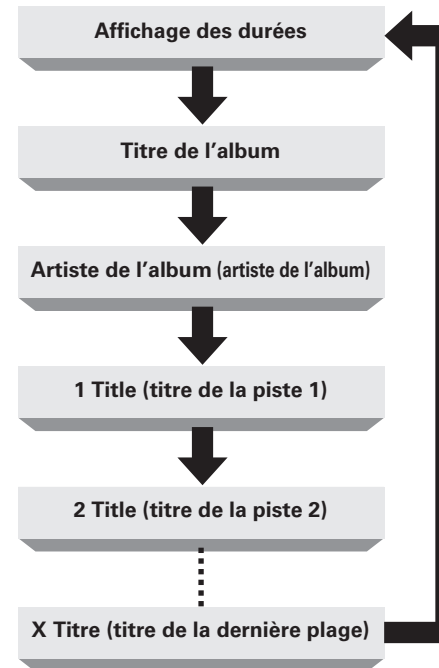 Affichage des durées
Titre de l’album
Artiste de l’album (artiste de l’album)
1 Title (titre de la piste 1)
2 Title (titre de la piste 2)
X Titre (titre de la dernière plage)